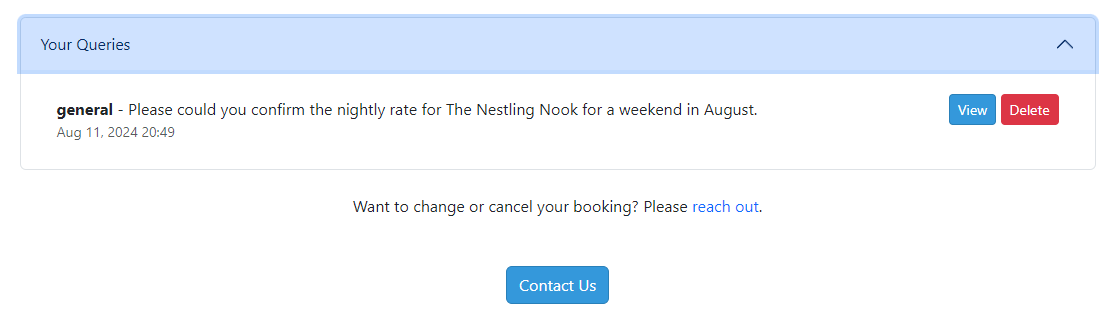 Your Queries
general - Please could you confirm the nightly rate for The Nestling Nook for a weekend in August.
View Delete
Aug 11, 2024 20:49
Want to change or cancel your booking? Please reach out.
Contact Us